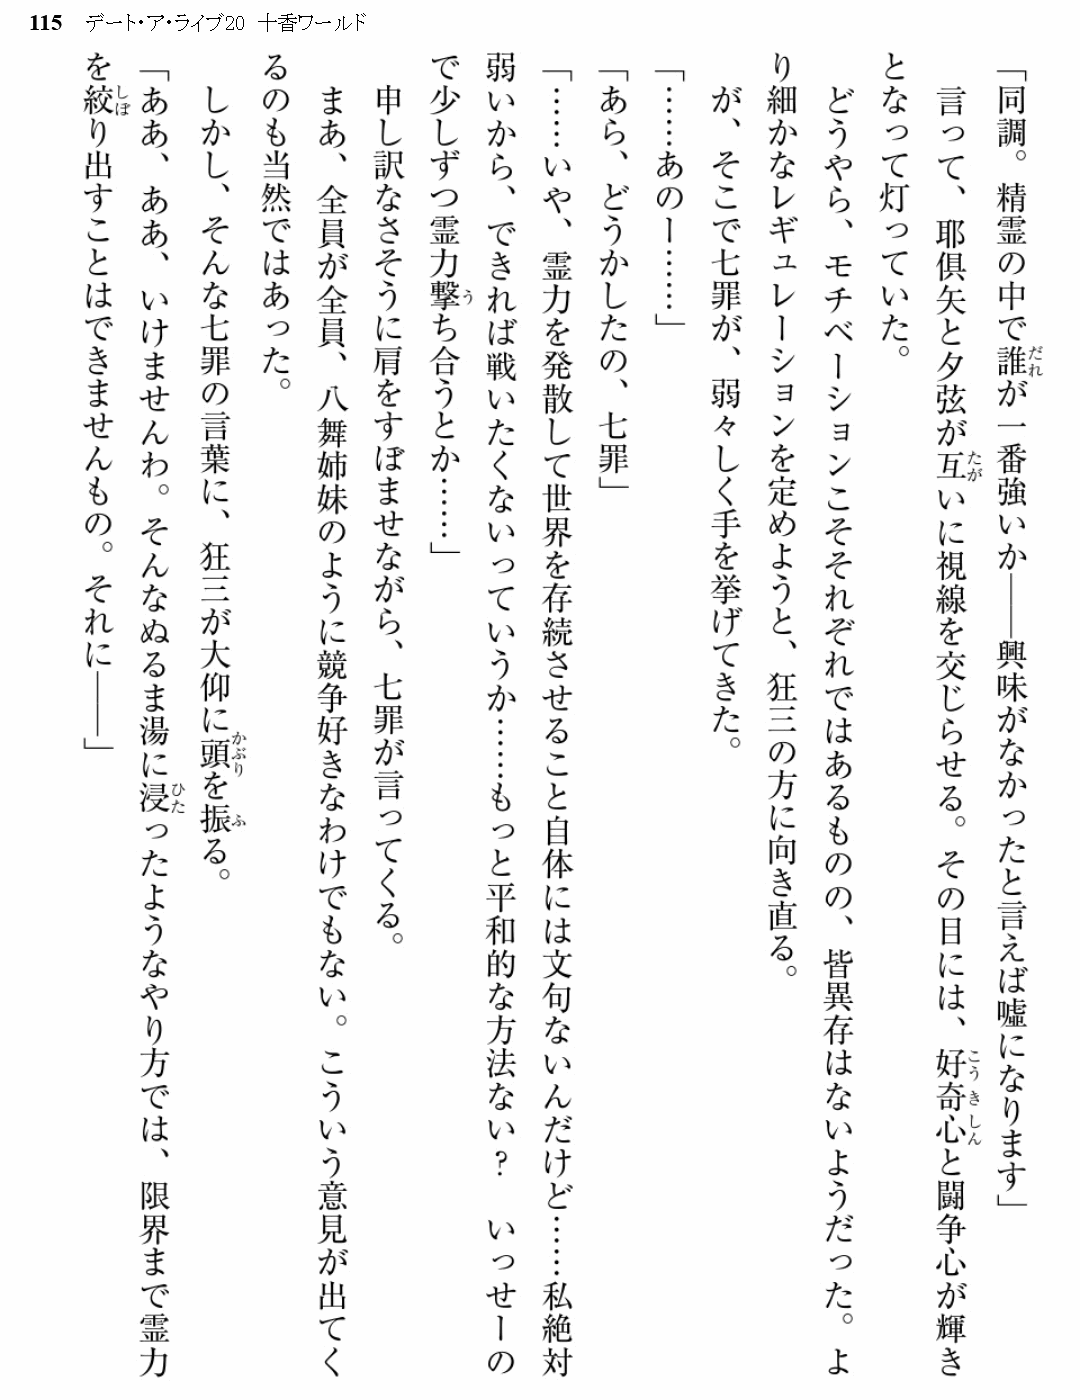 115 デート・ア・ライブ20 十香ワールド
「同調。精霊の中で誰が一番強いか――興味がなかったと言えば嘘になります」
言って、耶倶矢と夕弦が互いに視線を交じらせる。その目には、好奇心と闘争心が輝き
となって灯っていた。
どうやら、モチベーションこそそれぞれではあるものの、皆異存はないようだった。よ
り細かなレギュレーションを定めようと、狂三の方に向き直る。
が、そこで七罪が、弱々しく手を挙げてきた。
「……あのー……」
「あら、どうかしたの、七罪」
「……いや、霊力を発散して世界を存続させること自体には文句ないんだけど……私絶対
弱いから、できれば戦いたくないっていうか……もっと平和的な方法ない？　いっせーの
で少しずつ霊力撃ち合うとか……」
申し訳なさそうに肩をすぼませながら、七罪が言ってくる。
まあ、全員が全員、八舞姉妹のように競争好きなわけでもない。こういう意見が出てく
るのも当然ではあった。
しかし、そんな七罪の言葉に、狂三が大仰に頭を振る。
「ああ、ああ、いけませんわ。そんなぬるま湯に浸ったようなやり方では、限界まで霊力
を絞り出すことはできませんもの。それに――」